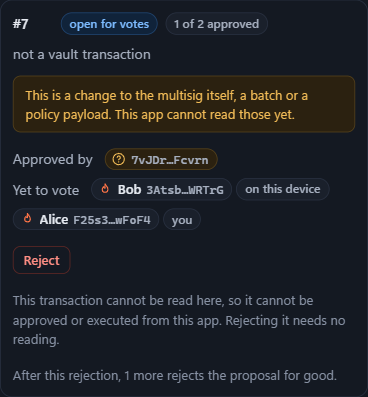 #7 open for votes 1 of 2 approved
not a vault transaction
This is a change to the multisig itself, a batch or a
policy payload. This app cannot read those yet.
Approved by 7vJDr…Fcvrn
Yet to vote Bob 3Atsb…WRTrG on this device
Alice F25s3…wFoF4 you
Reject
This transaction cannot be read here, so it cannot be
approved or executed from this app. Rejecting it needs no
reading.
After this rejection, 1 more rejects the proposal for good.